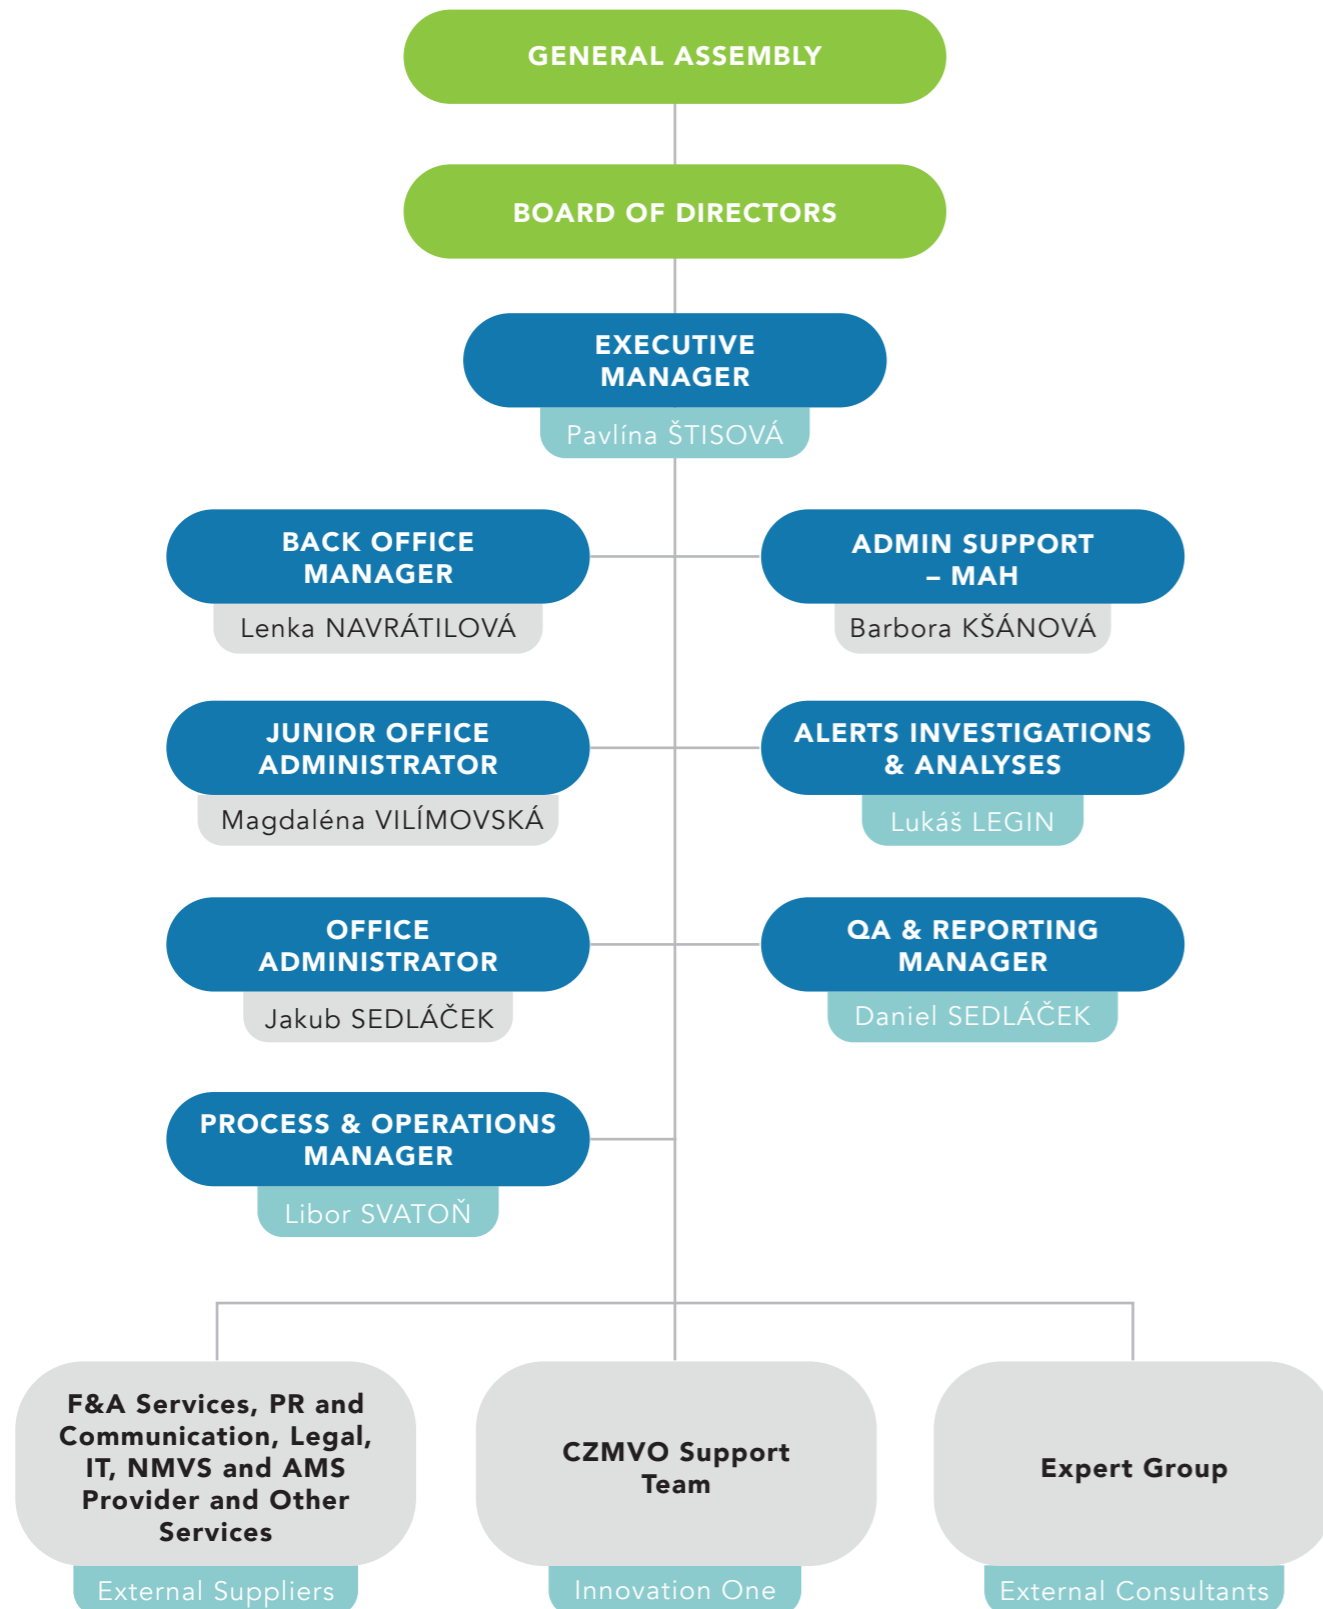 GENERAL ASSEMBLY
BOARD OF DIRECTORS
EXECUTIVE
MANAGER
Pavlína ŠTISOVÁ
BACK OFFICE
MANAGER
Lenka NAVRÁTILOVÁ
ADMIN SUPPORT
– MAH
Barbora KŠÁNOVÁ
JUNIOR OFFICE
ADMINISTRATOR
Magdaléna VILÍMOVSKÁ
ALERTS INVESTIGATIONS
& ANALYSES
Lukáš LEGIN
OFFICE
ADMINISTRATOR
Jakub SEDLÁČEK
QA & REPORTING
MANAGER
Daniel SEDLÁČEK
PROCESS & OPERATIONS
MANAGER
Libor SVATOŇ
F&A Services, PR and
Communication, Legal,
IT, NMVS and AMS
Provider and Other
Services
External Suppliers
CZMVO Support
Team
Innovation One
Expert Group
External Consultants